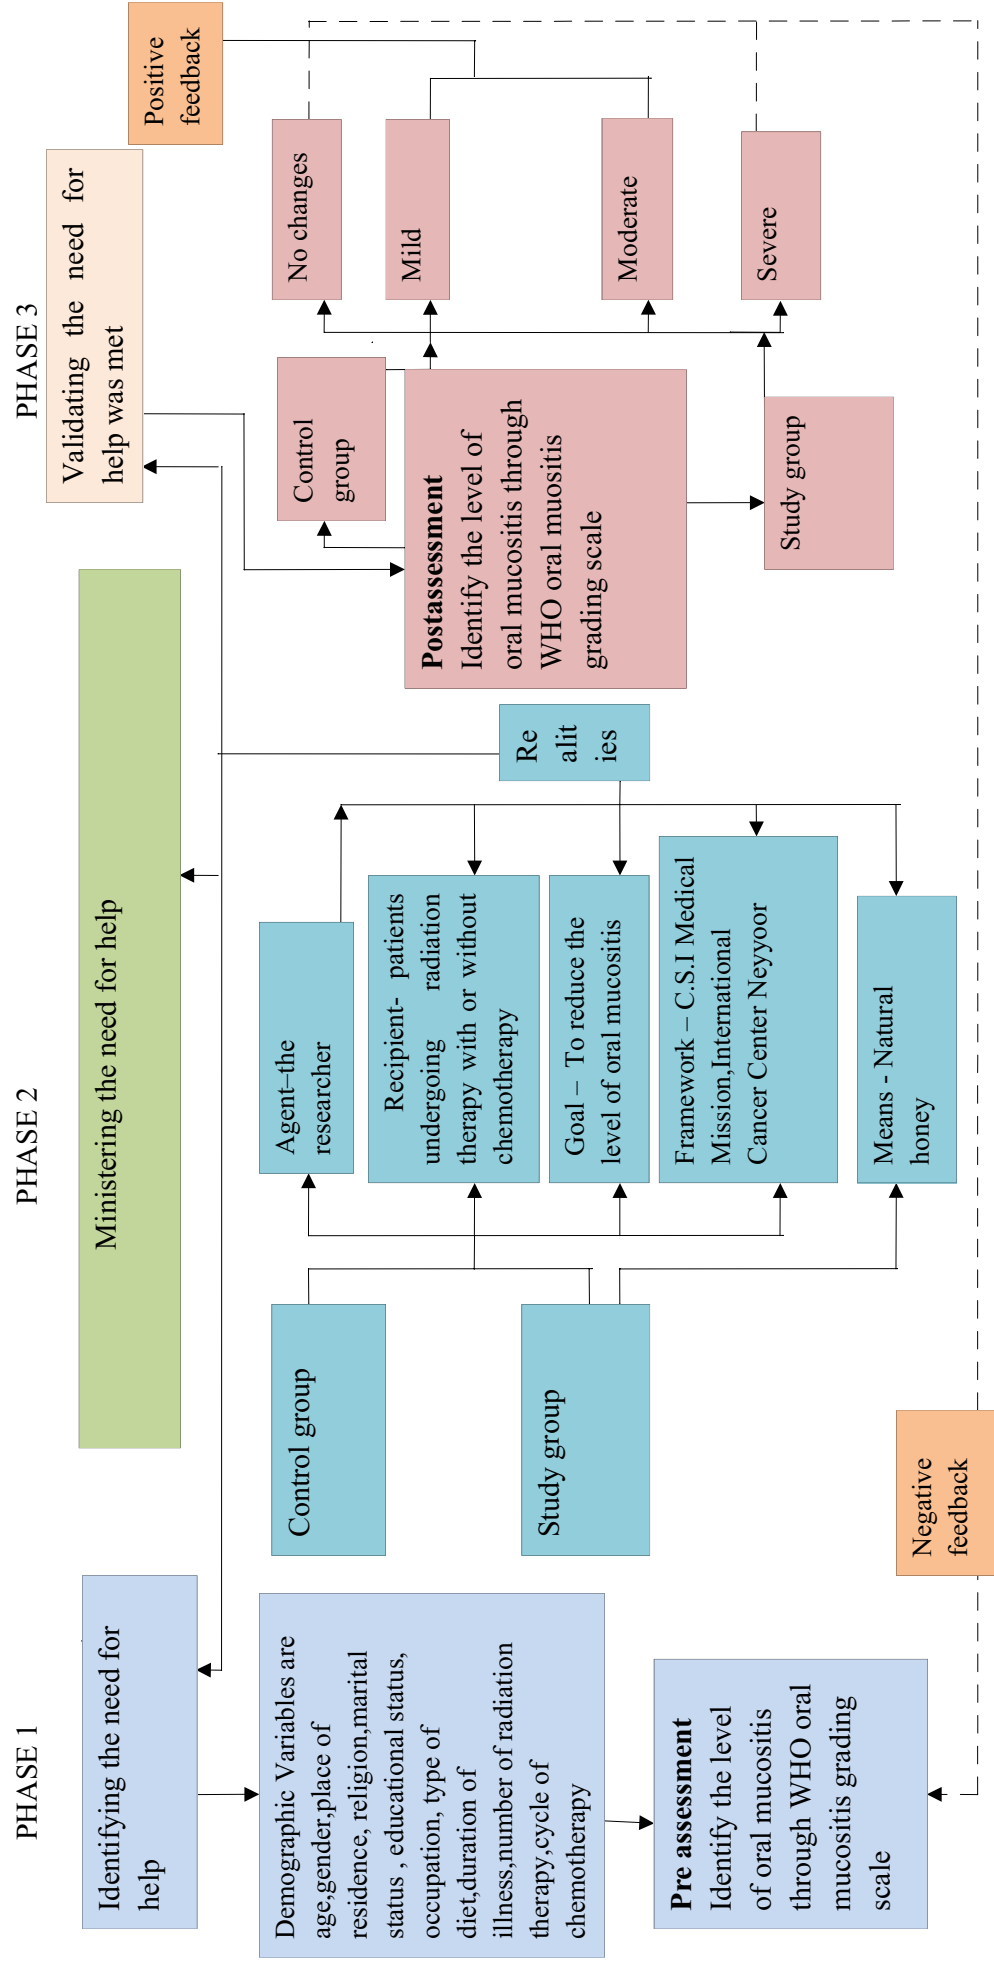 PHASE 1
PHASE 2
PHASE 3
Identifying the need for
help
Ministering the need for help
Validating the need for
help was met
Positive
feedback
Demographic Variables are
age,gender,place of
residence, religion,marital
status , educational status,
occupation, type of
diet,duration of
illness,number of radiation
therapy,cycle of
chemotherapy
Pre assessment
Identify the level
of oral mucositis
through WHO oral
mucositis grading
scale
Negative
feedback
Control group
Study group
Agent–the
researcher
Recipient- patients
undergoing radiation
therapy with or without
chemotherapy
Goal – To reduce the
level of oral mucositis
Framework – C.S.I Medical
Mission,International
Cancer Center Neyyoor
Means - Natural
honey
Re
alit
ies
Control
group
Postassessment
Identify the level of
oral mucositis through
WHO oral muositis
grading scale
Study group
No changes
Mild
Moderate
Severe